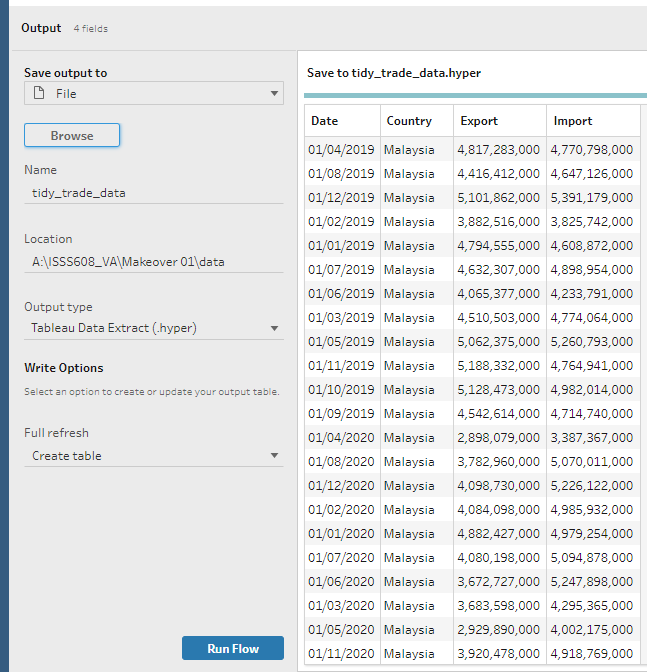 Output 4 fields
Save output to
File
Browse
Name
tidy_trade_data
Location
A:\ISSS608_VA\Makeover 01\data
Output type
Tableau Data Extract (.hyper)
Write Options
Select an option to create or update your output table.
Full refresh
Create table
Run Flow
Save to tidy_trade_data.hyper
Date Country Export Import
01/04/2019 Malaysia 4,817,283,000 4,770,798,000
01/08/2019 Malaysia 4,416,412,000 4,647,126,000
01/12/2019 Malaysia 5,101,862,000 5,391,179,000
01/02/2019 Malaysia 3,882,516,000 3,825,742,000
01/01/2019 Malaysia 4,794,555,000 4,608,872,000
01/07/2019 Malaysia 4,632,307,000 4,898,954,000
01/06/2019 Malaysia 4,065,377,000 4,233,791,000
01/03/2019 Malaysia 4,510,503,000 4,774,064,000
01/05/2019 Malaysia 5,062,375,000 5,260,793,000
01/11/2019 Malaysia 5,188,332,000 4,764,941,000
01/10/2019 Malaysia 5,128,473,000 4,982,014,000
01/09/2019 Malaysia 4,542,614,000 4,714,740,000
01/04/2020 Malaysia 2,898,079,000 3,387,367,000
01/08/2020 Malaysia 3,782,960,000 5,070,011,000
01/12/2020 Malaysia 4,098,730,000 5,226,122,000
01/02/2020 Malaysia 4,084,098,000 4,985,932,000
01/01/2020 Malaysia 4,882,427,000 4,979,254,000
01/07/2020 Malaysia 4,080,198,000 5,094,878,000
01/06/2020 Malaysia 3,672,727,000 5,247,898,000
01/03/2020 Malaysia 3,683,598,000 4,295,365,000
01/05/2020 Malaysia 2,929,890,000 4,002,175,000
01/11/2020 Malaysia 3,920,478,000 4,918,769,000